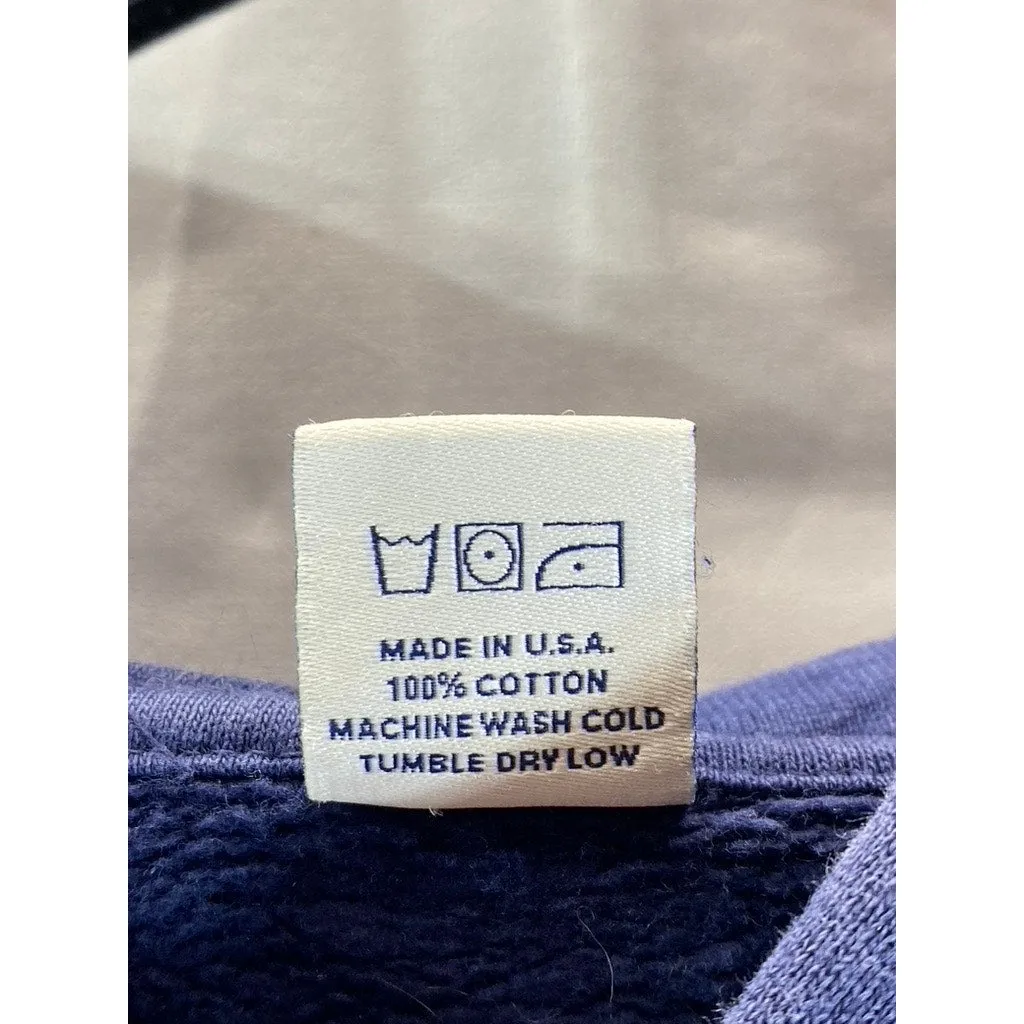 MADE IN U.S.A.
100% COTTON
MACHINE WASH COLD
TUMBLE DRY LOW